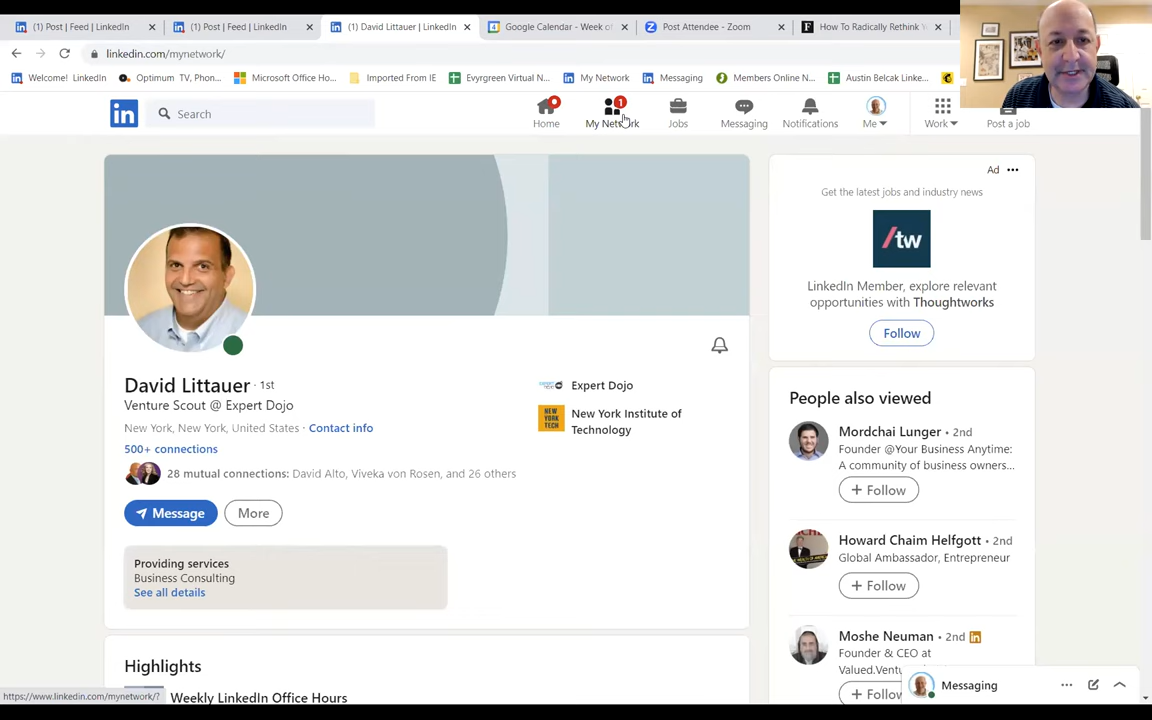 (1) Post | Feed | LinkedIn
(1) Post | Feed | LinkedIn
(1) David Littauer | LinkedIn
Google Calendar - Week of
Post Attendee - Zoom
How To Radically Rethink
linkedin.com/mynetwork/
Welcome! LinkedIn
Optimum TV, Phon...
Microsoft Office Ho...
Imported From IE
Evyrgreen Virtual N...
My Network
Messaging
Members Online N...
Austin Belcak Linke...
Search
Home
1
My Network
Jobs
Messaging
Notifications
Me
Work
Post a job
Ad
Get the latest jobs and industry news
/tw
LinkedIn Member, explore relevant
opportunities with Thoughtworks
Follow
David Littauer · 1st
Venture Scout @ Expert Dojo
New York, New York, United States · Contact info
500+ connections
28 mutual connections: David Alto, Viveka von Rosen, and 26 others
Expert Dojo
NEW
YORK
TECH
New York Institute of
Technology
Message
More
Providing services
Business Consulting
See all details
Highlights
Weekly LinkedIn Office Hours
People also viewed
Mordchai Lunger • 2nd
Founder @Your Business Anytime:
A community of business owners...
+ Follow
Howard Chaim Helfgott • 2nd
Global Ambassador, Entrepreneur
+ Follow
Moshe Neuman • 2nd in
Founder & CEO at
Valued.Ventu
+ Follow
Messaging
https://www.linkedin.com/mynetwork/?